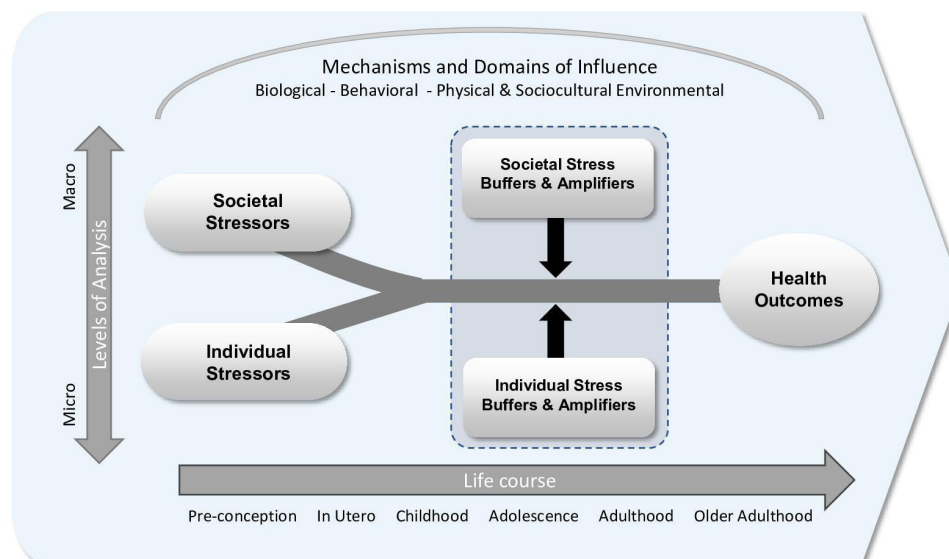 Mechanisms and Domains of Influence
Biological - Behavioral - Physical & Sociocultural Environmental
Macro
Levels of Analysis
Micro
Societal
Stressors
Individual
Stressors
Societal Stress
Buffers & Amplifiers
Individual Stress
Buffers & Amplifiers
Health
Outcomes
Life course
Pre-conception In Utero Childhood Adolescence Adulthood Older Adulthood